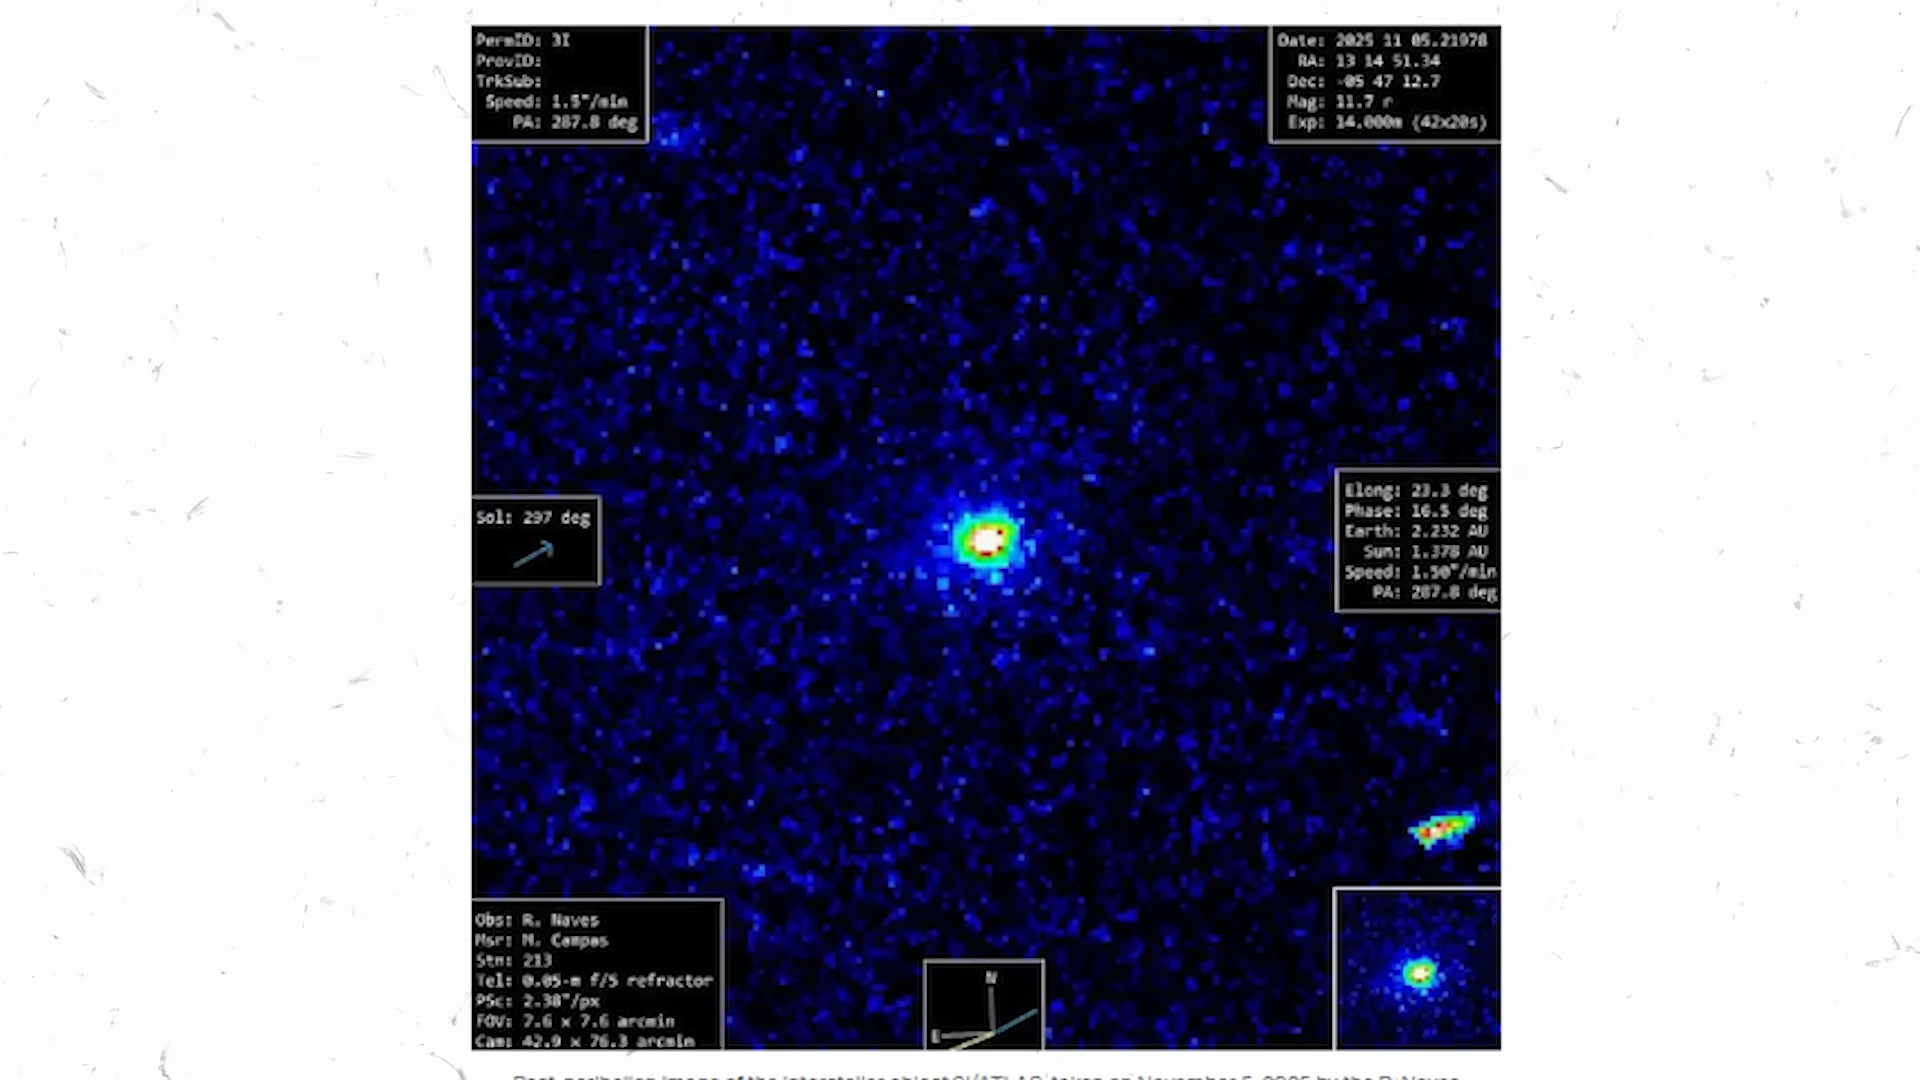 PermID: 3I
ProvID:
TrkSub:
Speed: 1.5"/min
PA: 287.8 deg
Date: 2025 11 05.21978
RA: 13 14 51.34
Dec: -05 47 12.7
Mag: 11.7 r
Exp: 14.000m (42x20s)
Sol: 297 deg
Elong: 23.3 deg
Phase: 16.5 deg
Earth: 2.232 AU
Sun: 1.378 AU
Speed: 1.50"/min
PA: 287.8 deg
Obs: R. Naves
Msr: M. Campas
Stn: 213
Tel: 0.05-m f/5 refractor
PSc: 2.38"/px
FOV: 7.6 x 7.6 arcmin
Cam: 42.9 x 76.3 arcmin
N
E